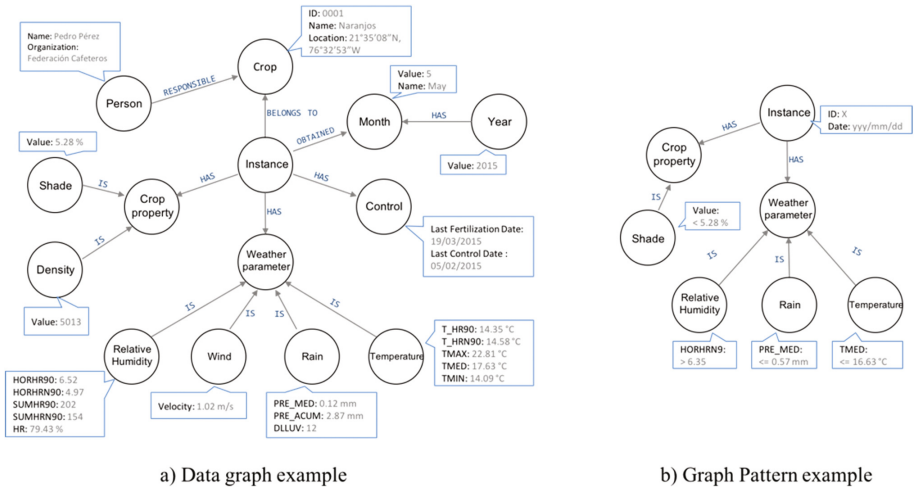 ID: 0001
Name: Naranjos
Location: 21°35'08"N,
76°32'53"W
Name: Pedro Pérez
Organization:
Federación Cafeteros
Crop
Person
RESPONSIBLE
BELONGS TO
Value: 5
Name: May
Month
HAS
Year
Value: 2015
OBTAINED
Instance
Value: 5.28 %
Shade
IS
Crop
property
HAS
HAS
Control
Last Fertilization Date:
19/03/2015
Last Control Date :
05/02/2015
HAS
IS
Density
Value: 5013
Weather
parameter
IS
IS
IS
IS
Relative
Humidity
Wind
Rain
Temperature
HORHR90: 6.52
HORHRN90: 4.97
SUMHR90: 202
SUMHRN90: 154
HR: 79.43 %
Velocity: 1.02 m/s
PRE_MED: 0.12 mm
PRE_ACUM: 2.87 mm
DLLUV: 12
T_HR90: 14.35 °C
T_HRN90: 14.58 °C
TMAX: 22.81 °C
TMED: 17.63 °C
TMIN: 14.09 °C
a) Data graph example
Instance
ID: X
Date: yyy/mm/dd
HAS
HAS
Crop
property
IS
Shade
Value:
< 5.28 %
Weather
parameter
IS
IS
IS
Relative
Humidity
Rain
Temperature
HORHRN9:
> 6.35
PRE_MED:
<= 0.57 mm
TMED:
<= 16.63 °C
b) Graph Pattern example